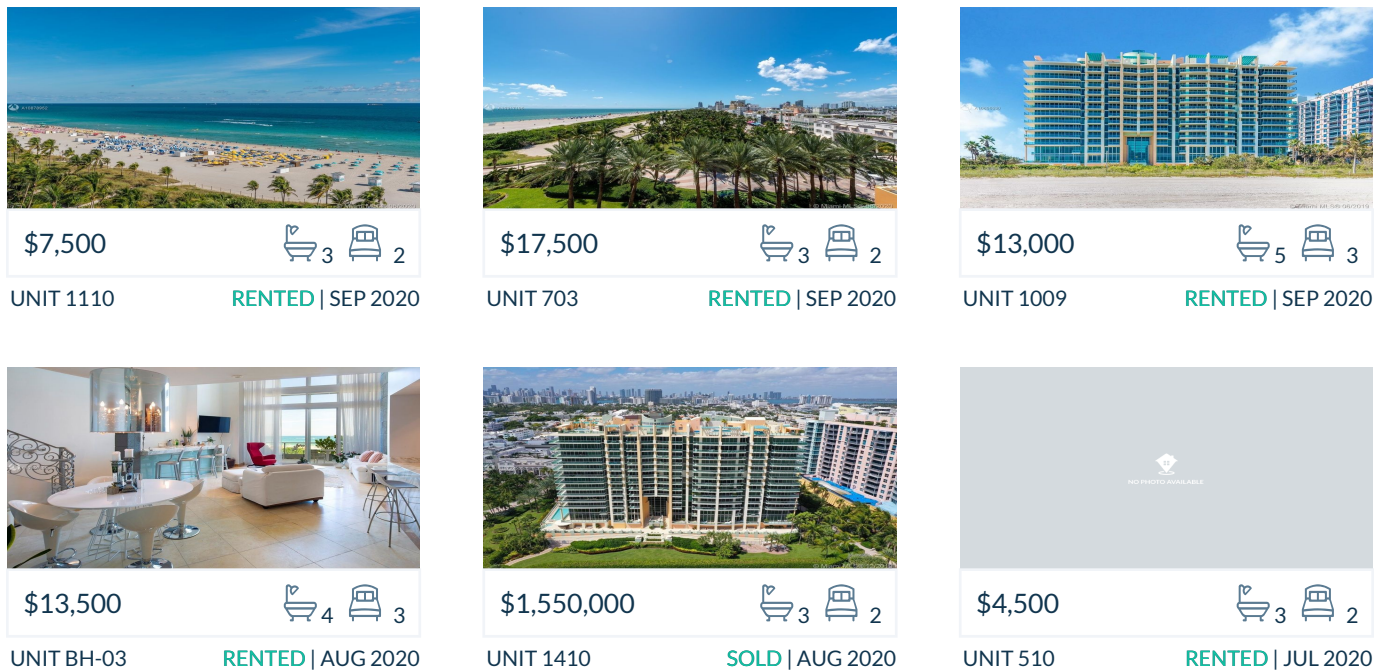 $7,500 3 2
UNIT 1110 RENTED | SEP 2020
$17,500 3 2
UNIT 703 RENTED | SEP 2020
$13,000 5 3
UNIT 1009 RENTED | SEP 2020
$13,500 4 3
UNIT BH-03 RENTED | AUG 2020
$1,550,000 3 2
UNIT 1410 SOLD | AUG 2020
NO PHOTO AVAILABLE
$4,500 3 2
UNIT 510 RENTED | JUL 2020